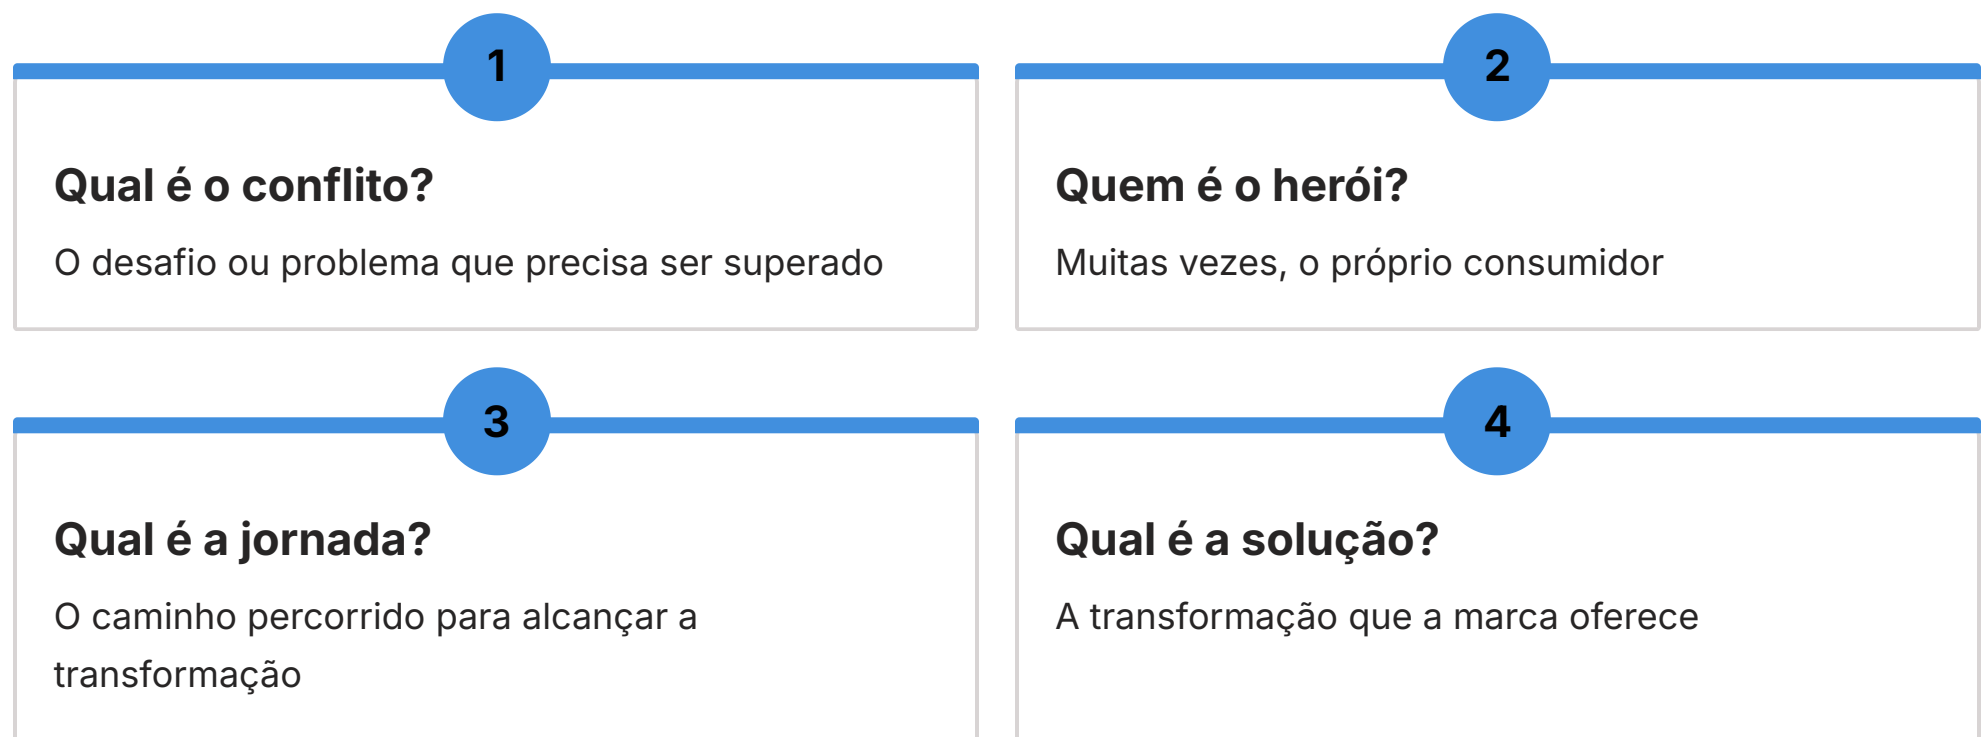 1
Qual é o conflito?
O desafio ou problema que precisa ser superado
2
Quem é o herói?
Muitas vezes, o próprio consumidor
3
Qual é a jornada?
O caminho percorrido para alcançar a
transformação
4
Qual é a solução?
A transformação que a marca oferece